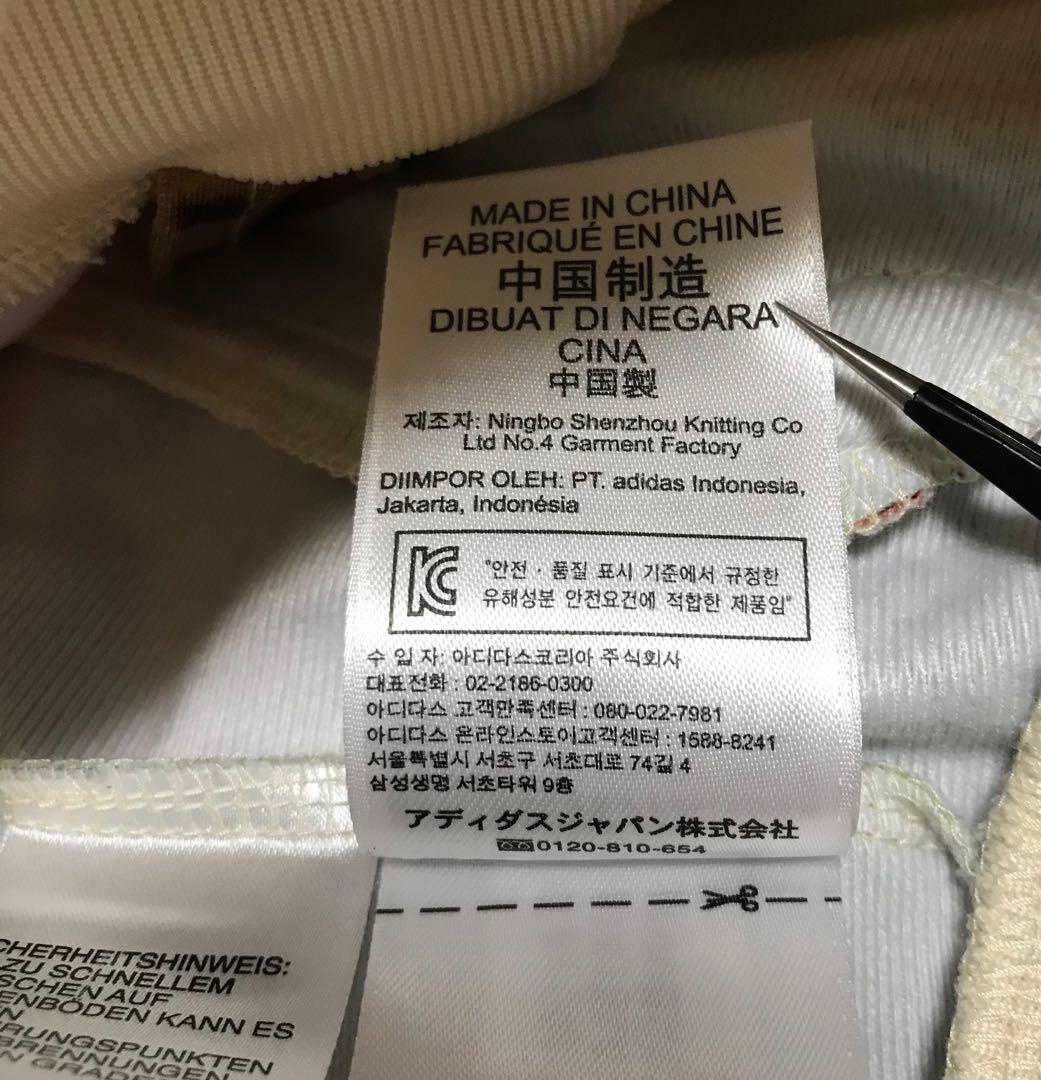 MADE IN CHINA
FABRIQUÉ EN CHINE
中国制造
DIBUAT DI NEGARA
CINA
中国製
제조자: Ningbo Shenzhou Knitting Co
Ltd No.4 Garment Factory
DIIMPOR OLEH: PT. adidas Indonesia,
Jakarta, Indonésia
"안전 · 품질 표시 기준에서 규정한
유해성분 안전요건에 적합한 제품임"
수 입 자: 아디다스코리아 주식회사
대표전화 : 02-2186-0300
아디다스 고객만족센터 : 080-022-7981
아디다스 온라인스토어고객센터 : 1588-8241
서울특별시 서초구 서초대로 74길 4
삼성생명 서초타워 9층
アディダスジャパン株式会社
0120-810-654
CHERHEITSHINWEIS:
ZU SCHNELLEM
SCHEN AUF
ENBÖDEN KANN ES
N
RUNGSPUNKTEN
BRENNUNGEN
N GRADE